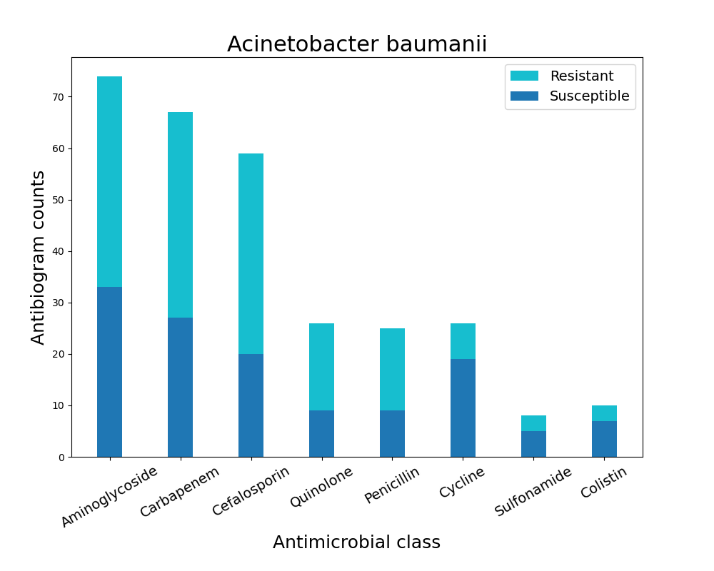 Acinetobacter baumanii
Resistant
Susceptible
Antibiogram counts
70
60
50
40
30
20
10
0
Aminoglycoside
Carbapenem
Cefalosporin
Quinolone
Penicillin
Cycline
Sulfonamide
Colistin
Antimicrobial class